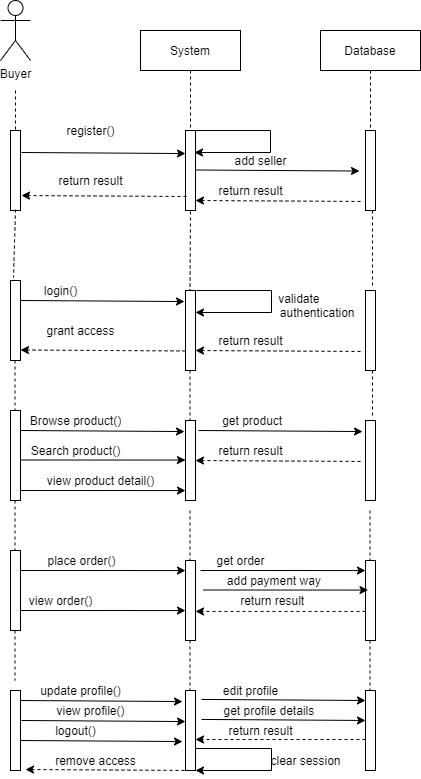 System
Database
Buyer
register()
add seller
return result
return result
login()
validate
authentication
grant access
return result
Browse product()
get product
Search product()
return result
view product detail()
place order()
get order
add payment way
view order()
return result
update profile()
edit profile
view profile()
get profile details
logout()
return result
remove access
clear session